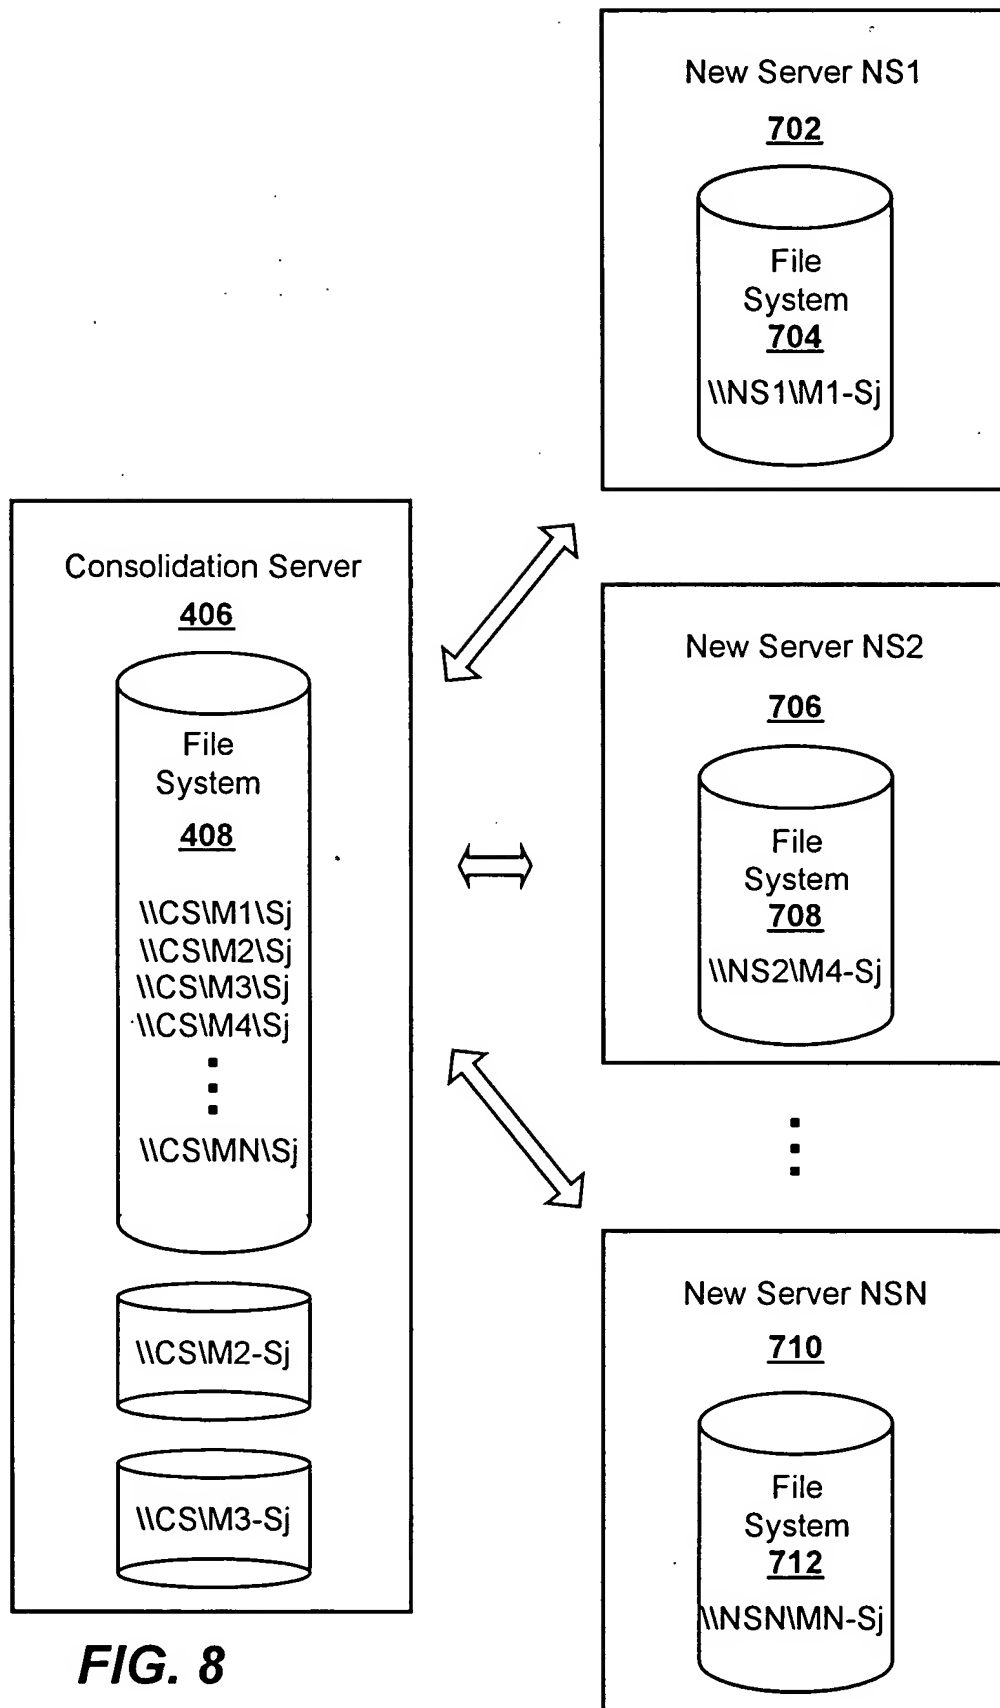 New Server NS1
702
File
System
704
\\NS1\M1-Sj
Consolidation Server
406
File
System
408
\\CS\M1\Sj
\\CS\M2\Sj
\\CS\M3\Sj
\\CS\M4\Sj
\\CS\MN\Sj
\\CS\M2-Sj
\\CS\M3-Sj
New Server NS2
706
File
System
708
\\NS2\M4-Sj
New Server NSN
710
File
System
712
\\NSN\MN-Sj
FIG. 8